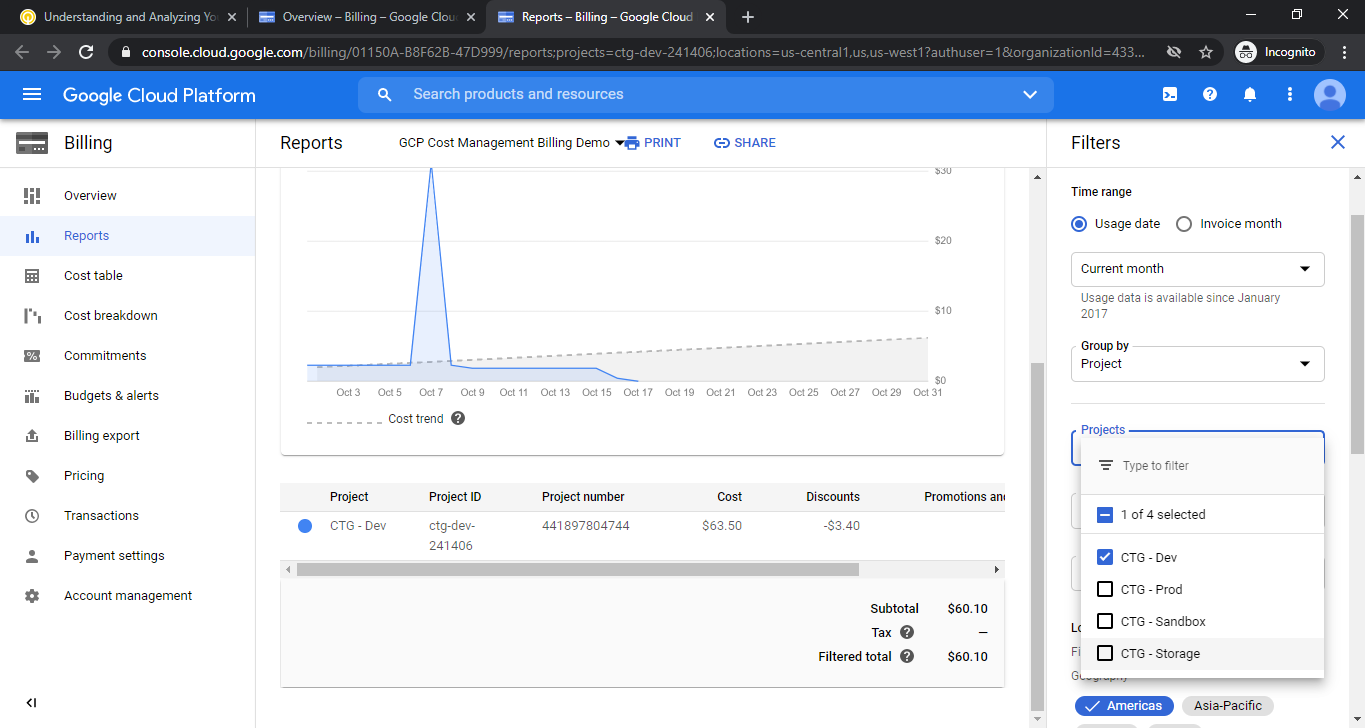 Understanding and Analyzing Yo
Overview – Billing – Google Clou
Reports – Billing – Google Cloud
console.cloud.google.com/billing/01150A-B8F62B-47D999/reports;projects=ctg-dev-241406;locations=us-central1,us,us-west1?authuser=1&organizationId=433...
Incognito
Google Cloud Platform
Search products and resources
Billing
Overview
Reports
Cost table
Cost breakdown
Commitments
Budgets & alerts
Billing export
Pricing
Transactions
Payment settings
Account management
Reports
GCP Cost Management Billing Demo
PRINT
SHARE
$30
$20
$10
$0
Oct 3 Oct 5 Oct 7 Oct 9 Oct 11 Oct 13 Oct 15 Oct 17 Oct 19 Oct 21 Oct 23 Oct 25 Oct 27 Oct 29 Oct 31
Cost trend
Project Project ID Project number Cost Discounts Promotions and
CTG - Dev ctg-dev- 441897804744 $63.50 -$3.40
241406
Subtotal $60.10
Tax —
Filtered total $60.10
Filters
Time range
Usage date Invoice month
Current month
Usage data is available since January
2017
Group by
Project
Projects
Type to filter
1 of 4 selected
CTG - Dev
CTG - Prod
CTG - Sandbox
CTG - Storage
Geography
Americas Asia-Pacific